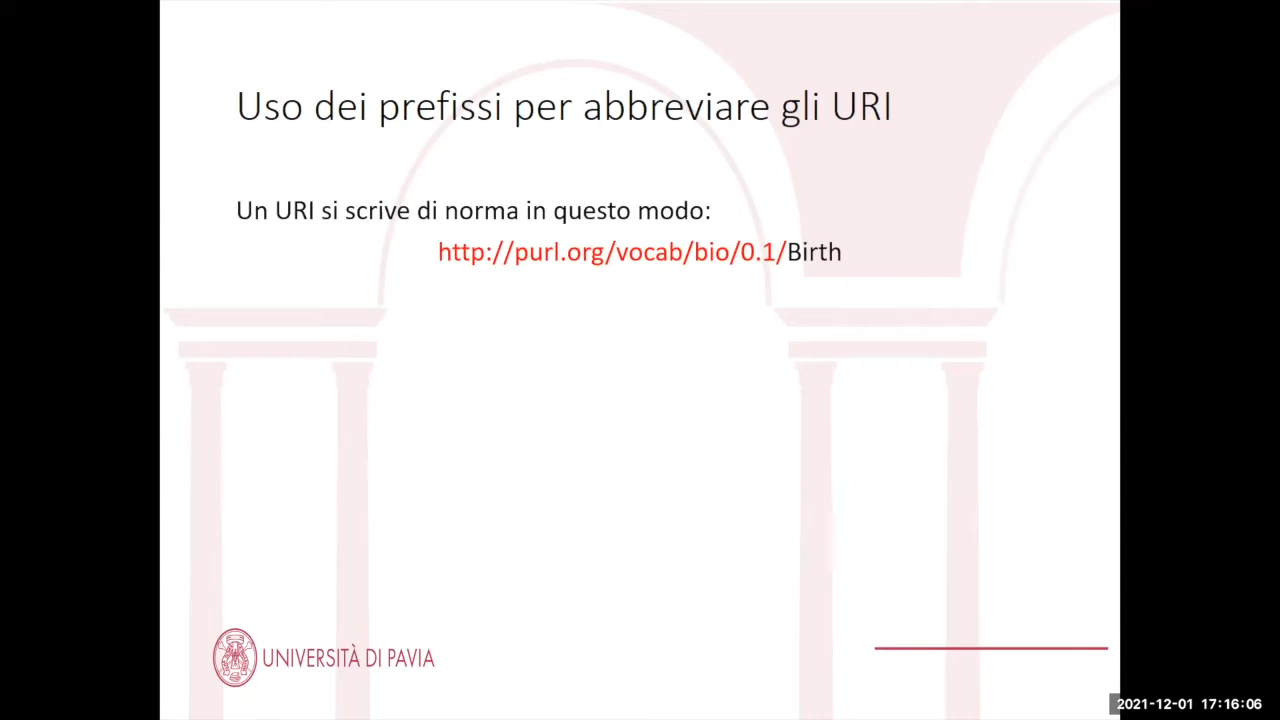 Uso dei prefissi per abbreviare gli URI
Un URI si scrive di norma in questo modo:
http://purl.org/vocab/bio/0.1/Birth
UNIVERSITÀ DI PAVIA
2021-12-01 17:16:06